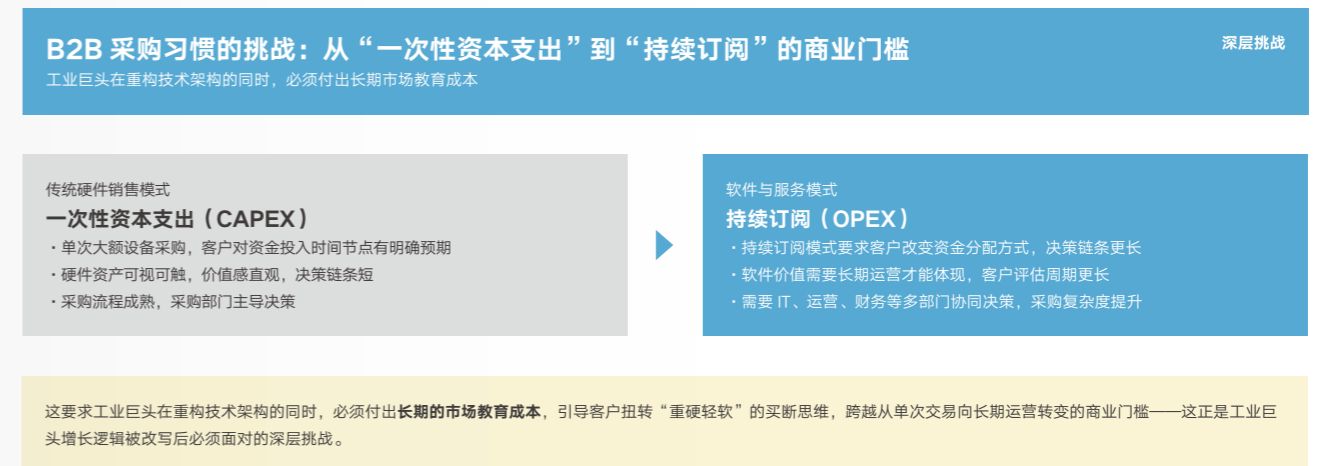 B2B 采购习惯的挑战：从“一次性资本支出”到“持续订阅”的商业门槛
深层挑战
工业巨头在重构技术架构的同时，必须付出长期市场教育成本
传统硬件销售模式
一次性资本支出（CAPEX）
·单次大额设备采购，客户对资金投入时间节点有明确预期
·硬件资产可视可触，价值感直观，决策链条短
·采购流程成熟，采购部门主导决策
软件与服务模式
持续订阅（OPEX）
·持续订阅模式要求客户改变资金分配方式，决策链条更长
·软件价值需要长期运营才能体现，客户评估周期更长
·需要 IT、运营、财务等多部门协同决策，采购复杂度提升
这要求工业巨头在重构技术架构的同时，必须付出长期的市场教育成本，引导客户扭转“重硬轻软”的买断思维，跨越从单次交易向长期运营转变的商业门槛——这正是工业巨
头增长逻辑被改写后必须面对的深层挑战。